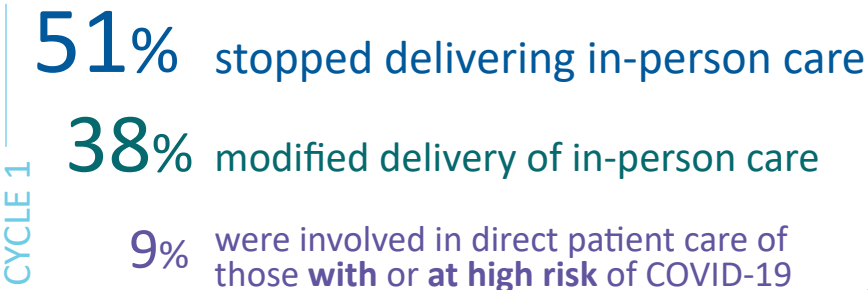 CYCLE 1
51% stopped delivering in-person care
38% modified delivery of in-person care
9% were involved in direct patient care of
those with or at high risk of COVID-19